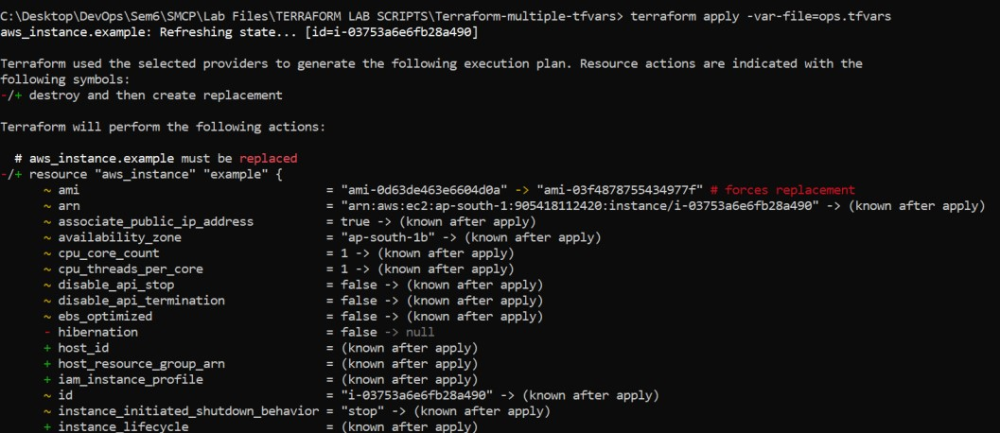 C:\Desktop\DevOps\Sem6\SMCP\Lab Files\TERRAFORM LAB SCRIPTS\Terraform-multiple-tfvars> terraform apply -var-file=ops.tfvars
aws_instance.example: Refreshing state... [id=i-03753a6e6fb28a490]
Terraform used the selected providers to generate the following execution plan. Resource actions are indicated with the
following symbols:
-/+ destroy and then create replacement
Terraform will perform the following actions:
# aws_instance.example must be replaced
-/+ resource "aws_instance" "example" {
~ ami = "ami-0d63de463e6604d0a" -> "ami-03f4878755434977f" # forces replacement
~ arn = "arn:aws:ec2:ap-south-1:905418112420:instance/i-03753a6e6fb28a490" -> (known after apply)
~ associate_public_ip_address = true -> (known after apply)
~ availability_zone = "ap-south-1b" -> (known after apply)
~ cpu_core_count = 1 -> (known after apply)
~ cpu_threads_per_core = 1 -> (known after apply)
~ disable_api_stop = false -> (known after apply)
~ disable_api_termination = false -> (known after apply)
~ ebs_optimized = false -> (known after apply)
- hibernation = false -> null
+ host_id = (known after apply)
+ host_resource_group_arn = (known after apply)
+ iam_instance_profile = (known after apply)
~ id = "i-03753a6e6fb28a490" -> (known after apply)
~ instance_initiated_shutdown_behavior = "stop" -> (known after apply)
+ instance_lifecycle = (known after apply)